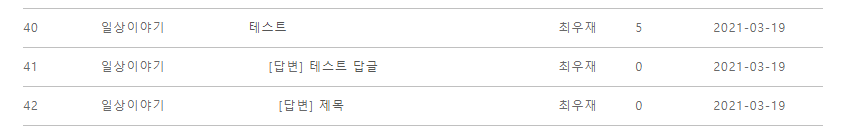 40 일상이야기 테스트 최우재 5 2021-03-19
41 일상이야기 [답변] 테스트 답글 최우재 0 2021-03-19
42 일상이야기 [답변] 제목 최우재 0 2021-03-19